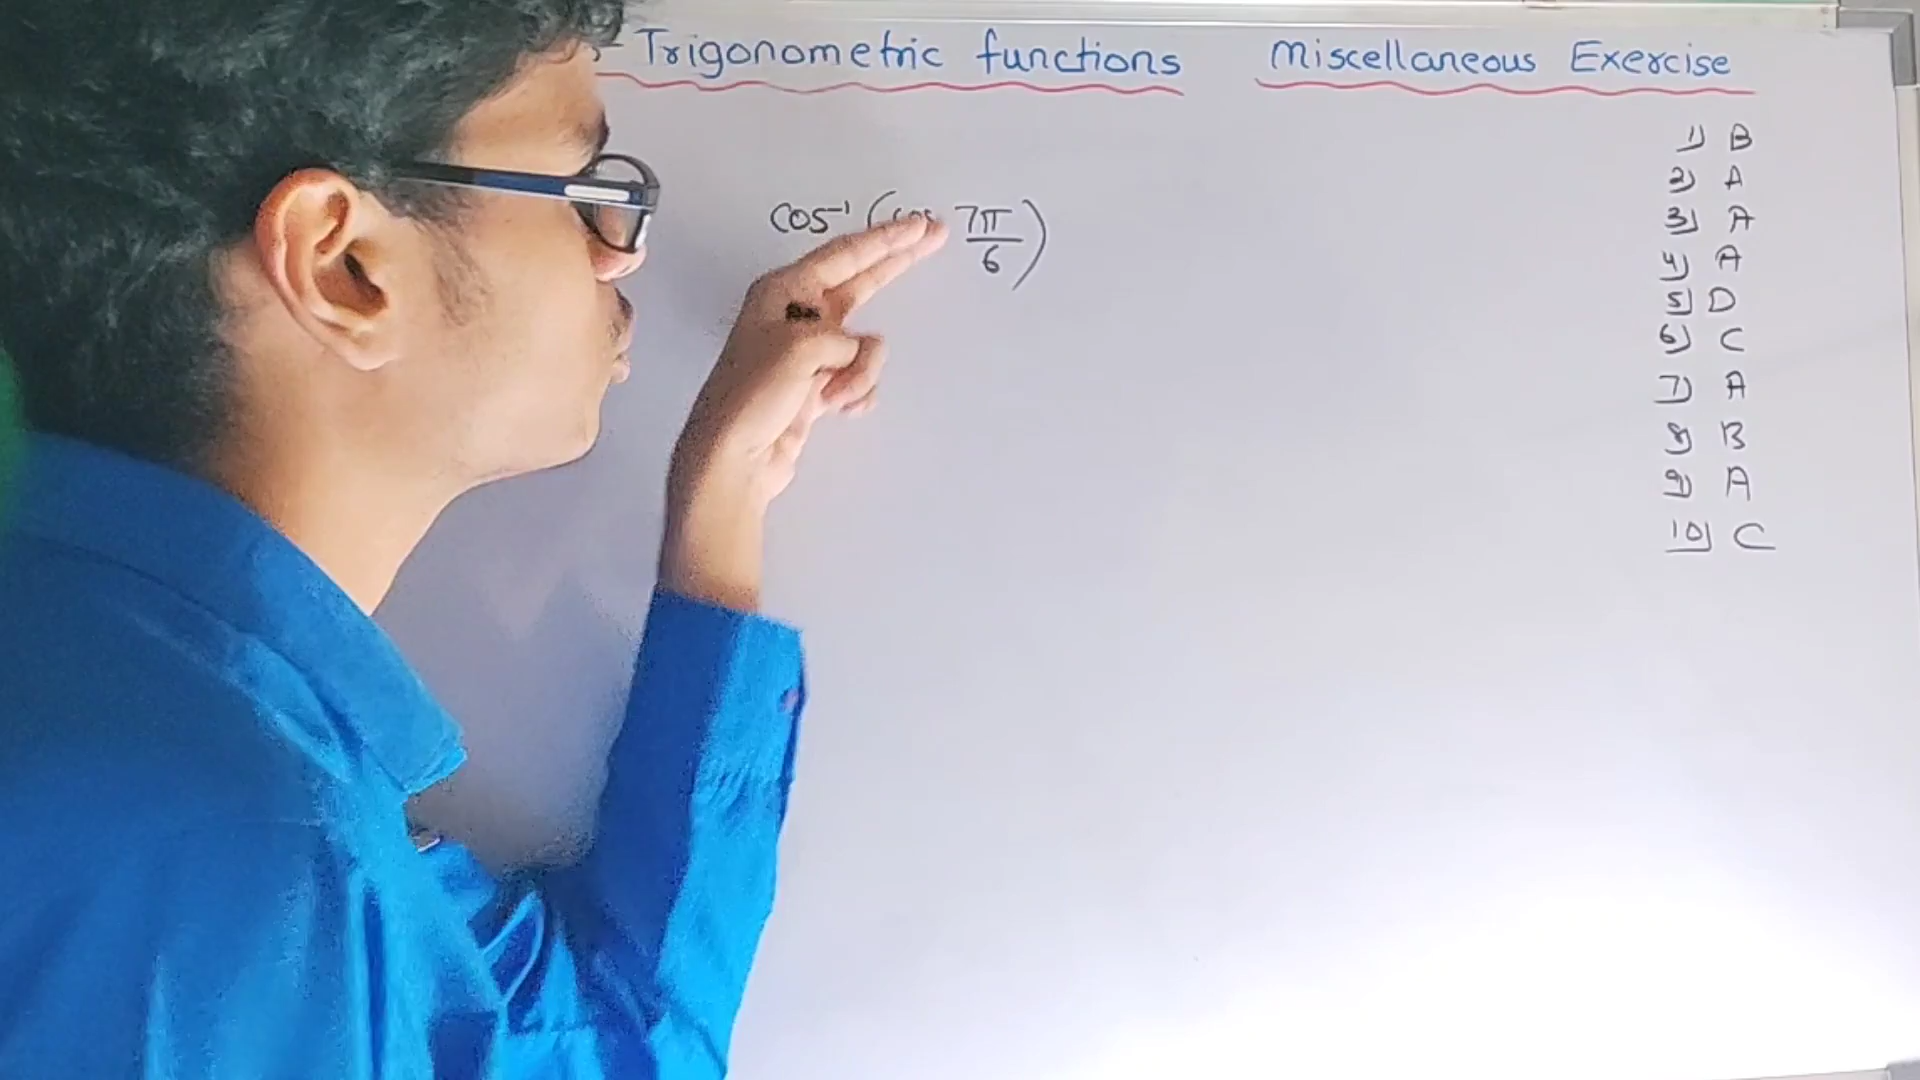 Trigonometric functions Miscellaneous Exercise
cos⁻¹ (cos 7π/6)
1) B
2) A
3) A
4) A
5) D
6) C
7) A
8) B
9) A
10) C